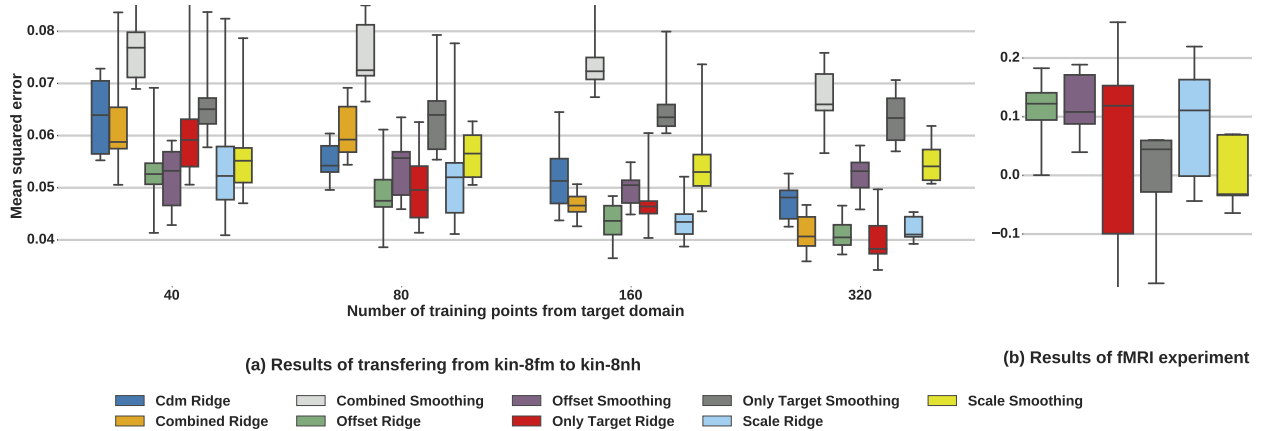 Mean squared error
0.08
0.07
0.06
0.05
0.04
40 80 160 320
Number of training points from target domain
(a) Results of transfering from kin-8fm to kin-8nh
0.2
0.1
0.0
−0.1
(b) Results of fMRI experiment
Cdm Ridge Combined Smoothing Offset Smoothing Only Target Smoothing Scale Smoothing
Combined Ridge Offset Ridge Only Target Ridge Scale Ridge